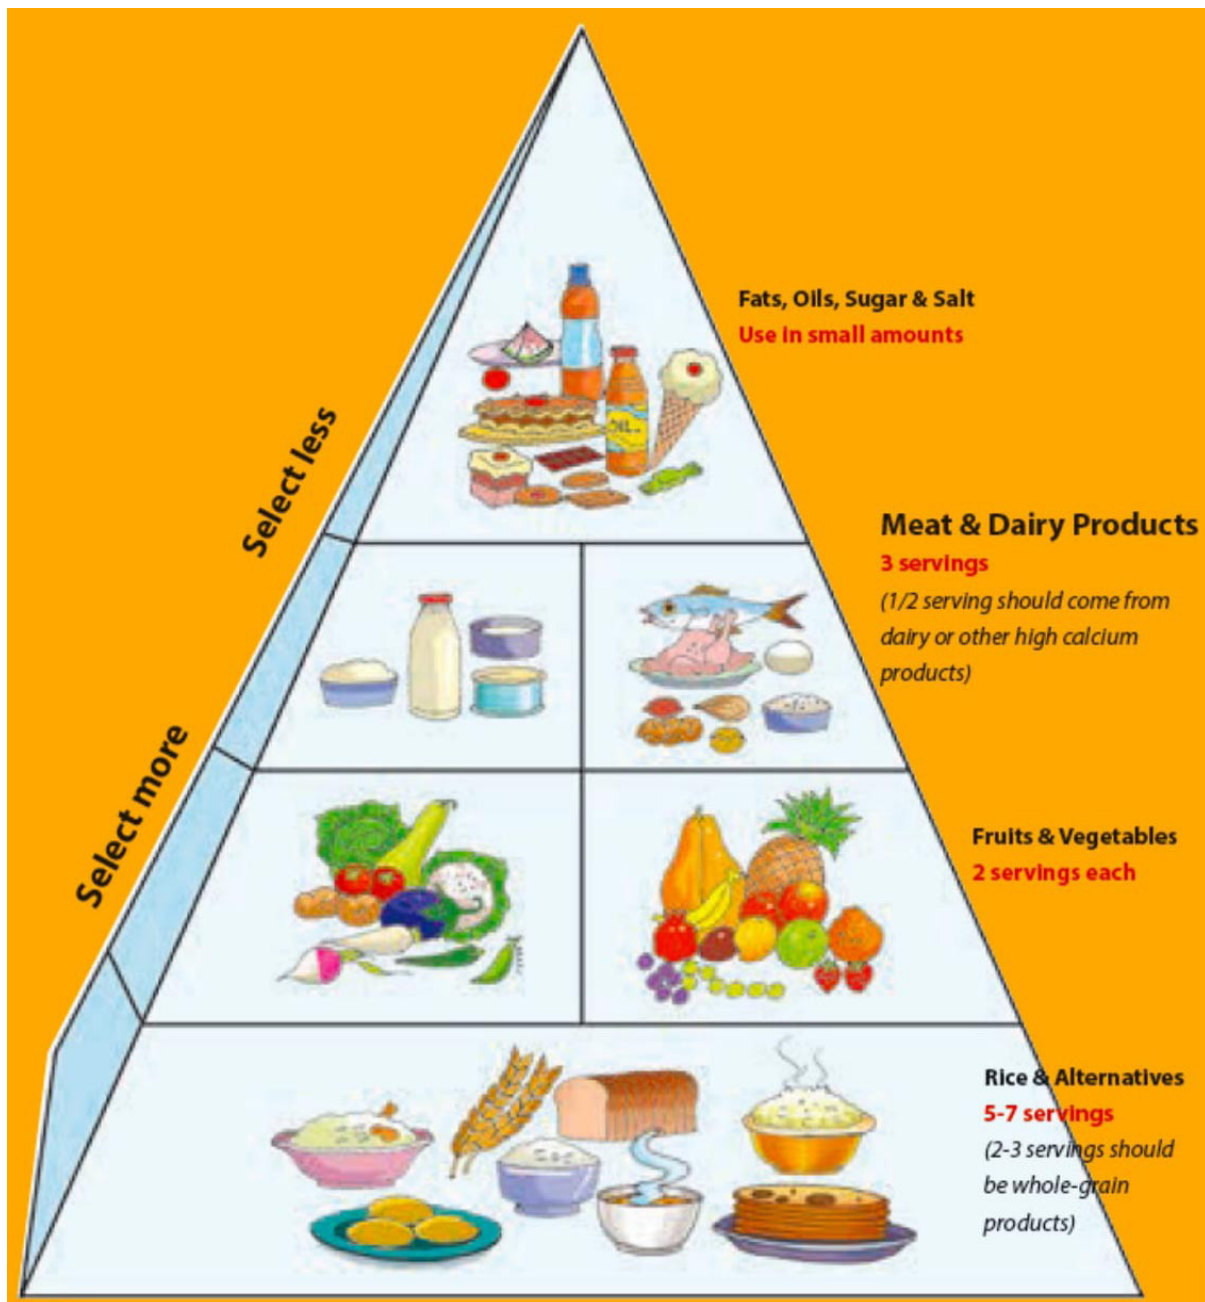 Fats, Oils, Sugar & Salt
Use in small amounts
OIL
Select less
Meat & Dairy Products
3 servings
(1/2 serving should come from
dairy or other high calcium
products)
Select more
Fruits & Vegetables
2 servings each
Rice & Alternatives
5-7 servings
(2-3 servings should
be whole-grain
products)